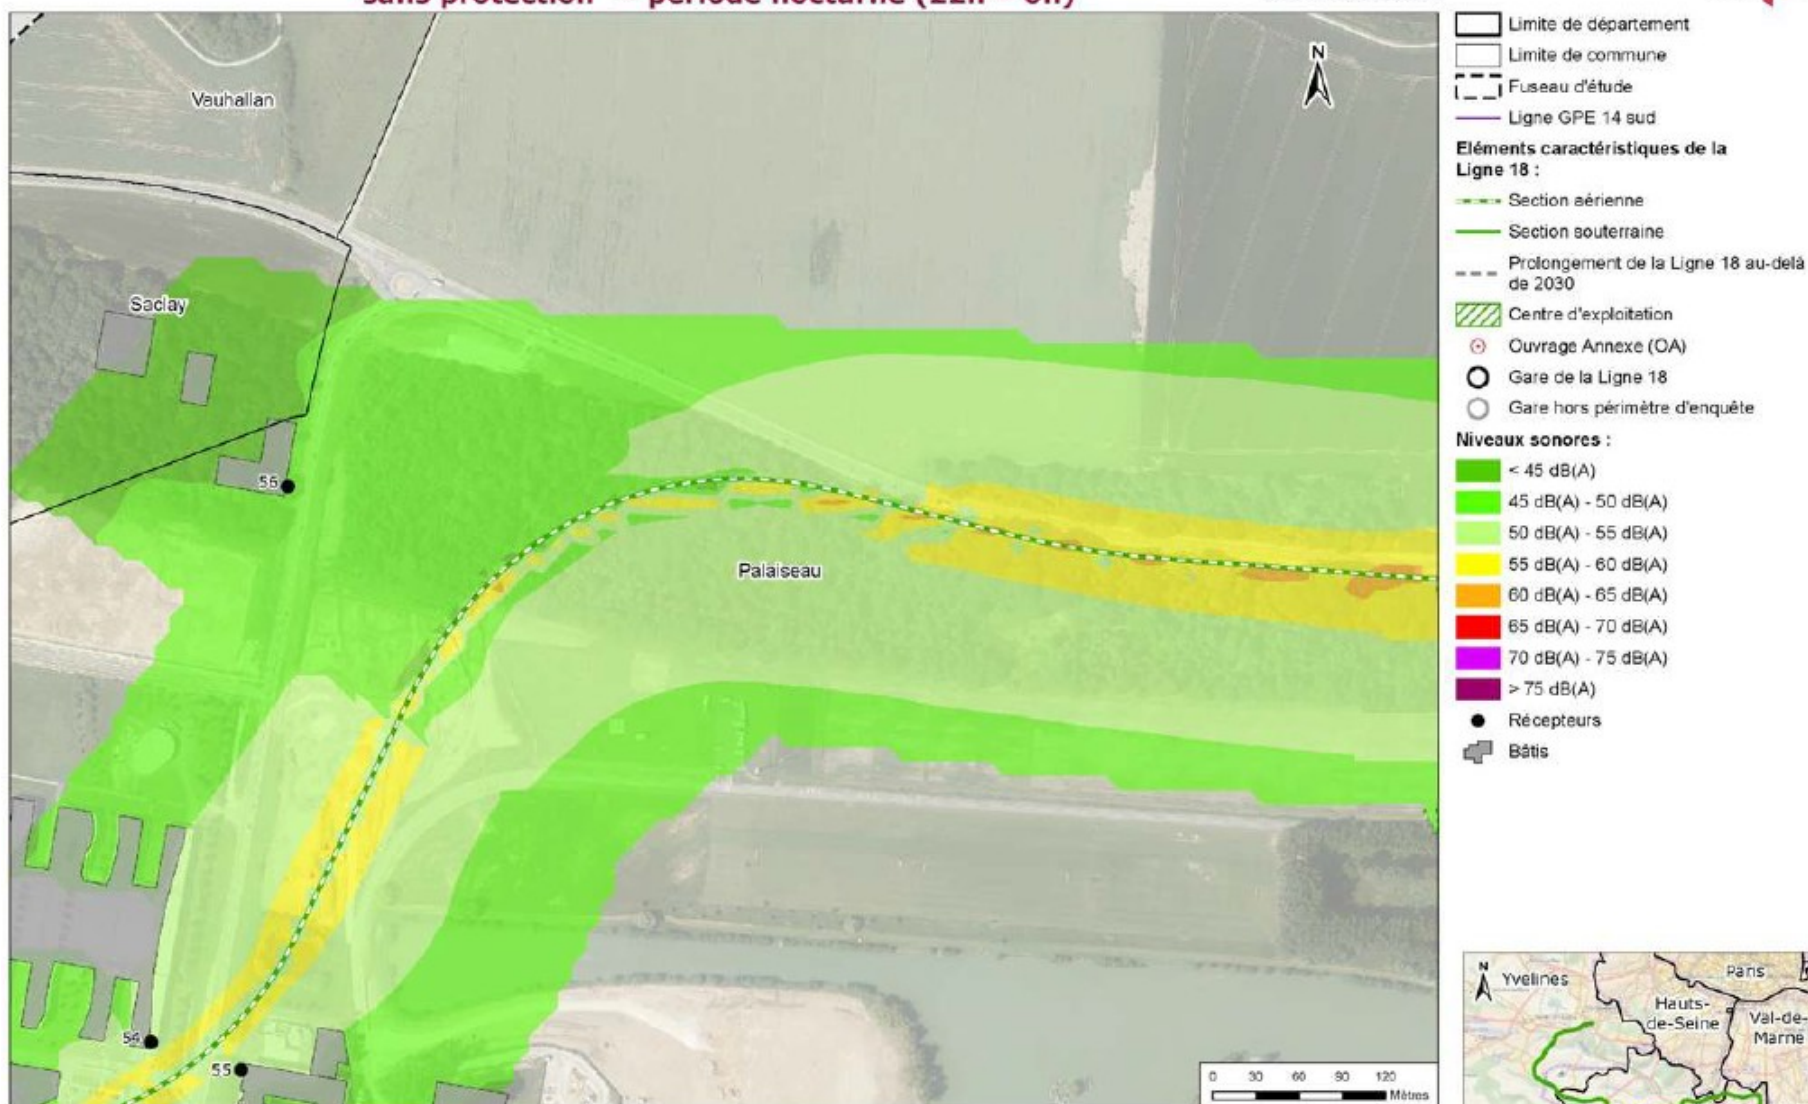 sans protection – période nocturne (22h – 6h)
Vauhallan
N
Saclay
56
Palaiseau
54
55
0 30 60 90 120
Mètres
Limite de département
Limite de commune
Fuseau d'étude
Ligne GPE 14 sud
Eléments caractéristiques de la
Ligne 18 :
Section aérienne
Section souterraine
Prolongement de la Ligne 18 au-delà
de 2030
Centre d'exploitation
Ouvrage Annexe (OA)
Gare de la Ligne 18
Gare hors périmètre d'enquête
Niveaux sonores :
< 45 dB(A)
45 dB(A) - 50 dB(A)
50 dB(A) - 55 dB(A)
55 dB(A) - 60 dB(A)
60 dB(A) - 65 dB(A)
65 dB(A) - 70 dB(A)
70 dB(A) - 75 dB(A)
> 75 dB(A)
Récepteurs
Bâtis
N
Yvelines
Paris
Hauts-
de-Seine
Val-de-
Marne